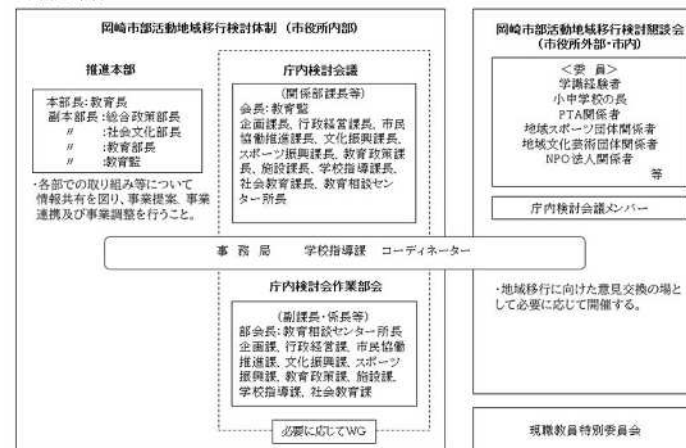 岡崎市部活動地域移行検討体制 (市役所内部)
推進本部
本部長:教育長
副本部長:総合政策部長
〃 :社会文化部長
〃 :教育部長
〃 :教育監
・各部での取り組み等について
情報共有を図り、事業提案、事業
連携及び事業調整を行うこと。
庁内検討会議
(関係部課長等)
会長:教育監
企画課長、行政経営課長、市民
協働推進課長、文化振興課長、
スポーツ振興課長、教育政策課
長、施設課長、学校指導課長、
社会教育課長、教育相談セン
ター所長
事 務 局 学校指導課 コーディネーター
庁内検討会作業部会
(副課長・係長等)
部会長:教育相談センター所長
企画課、行政経営課、市民協働
推進課、文化振興課、スポーツ
振興課、教育政策課、施設課、
学校指導課、社会教育課
必要に応じてWG
岡崎市部活動地域移行検討懇談会
(市役所外部・市内)
<委 員>
学識経験者
小中学校の長
PTA関係者
地域スポーツ団体関係者
地域文化芸術団体関係者
NPO法人関係者
等
庁内検討会議メンバー
・地域移行に向けた意見交換の場と
して必要に応じて開催する。
現職教員特別委員会